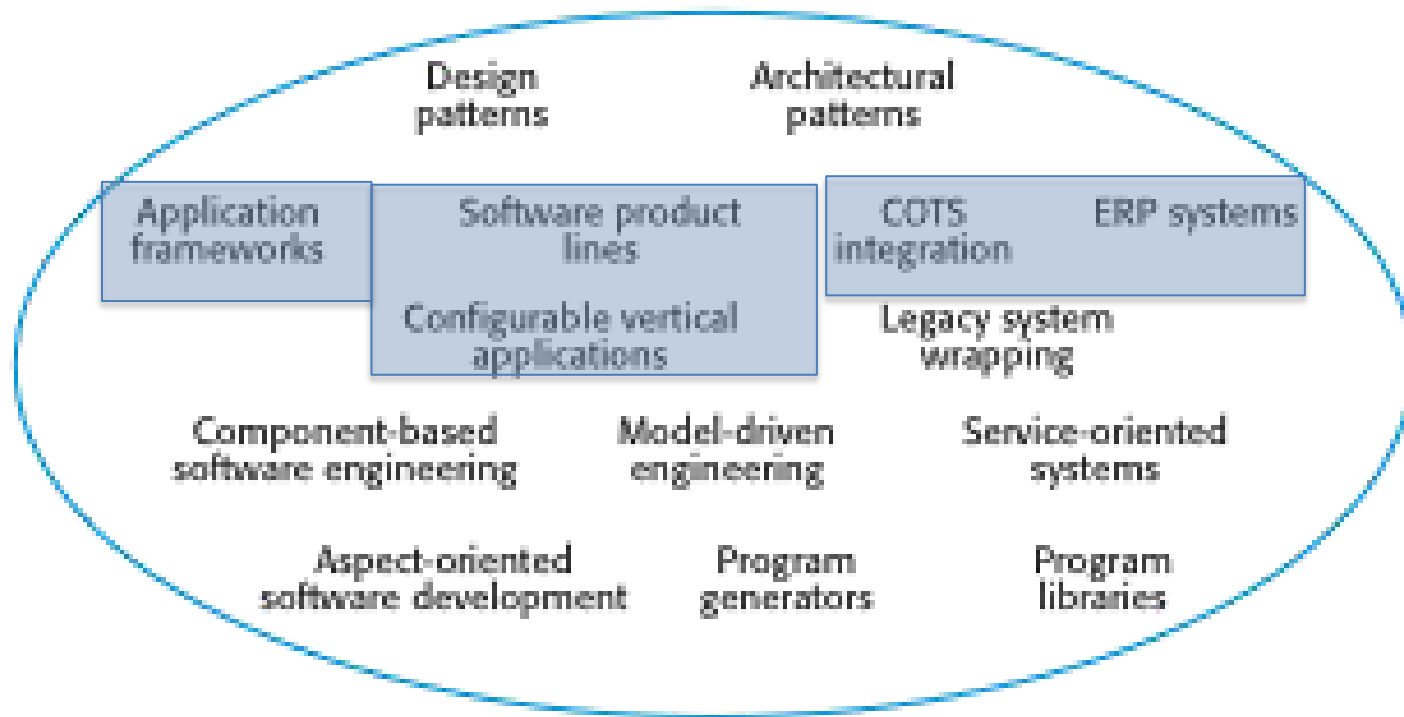 Design
patterns
Architectural
patterns
Application
frameworks
Software product
lines
COTS
integration
ERP systems
Configurable vertical
applications
Legacy system
wrapping
Component-based
software engineering
Model-driven
engineering
Service-oriented
systems
Aspect-oriented
software development
Program
generators
Program
libraries